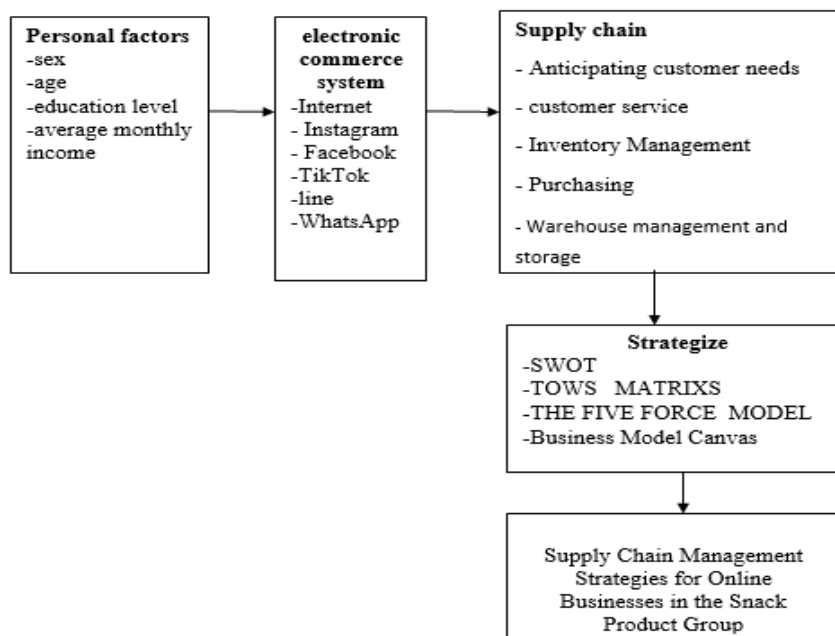 Personal factors
-sex
-age
-education level
-average monthly
income
electronic
commerce
system
-Internet
- Instagram
- Facebook
-TikTok
-line
-WhatsApp
Supply chain
- Anticipating customer needs
- customer service
- Inventory Management
- Purchasing
- Warehouse management and
storage
Strategize
-SWOT
-TOWS MATRIXS
-THE FIVE FORCE MODEL
-Business Model Canvas
Supply Chain Management
Strategies for Online
Businesses in the Snack
Product Group